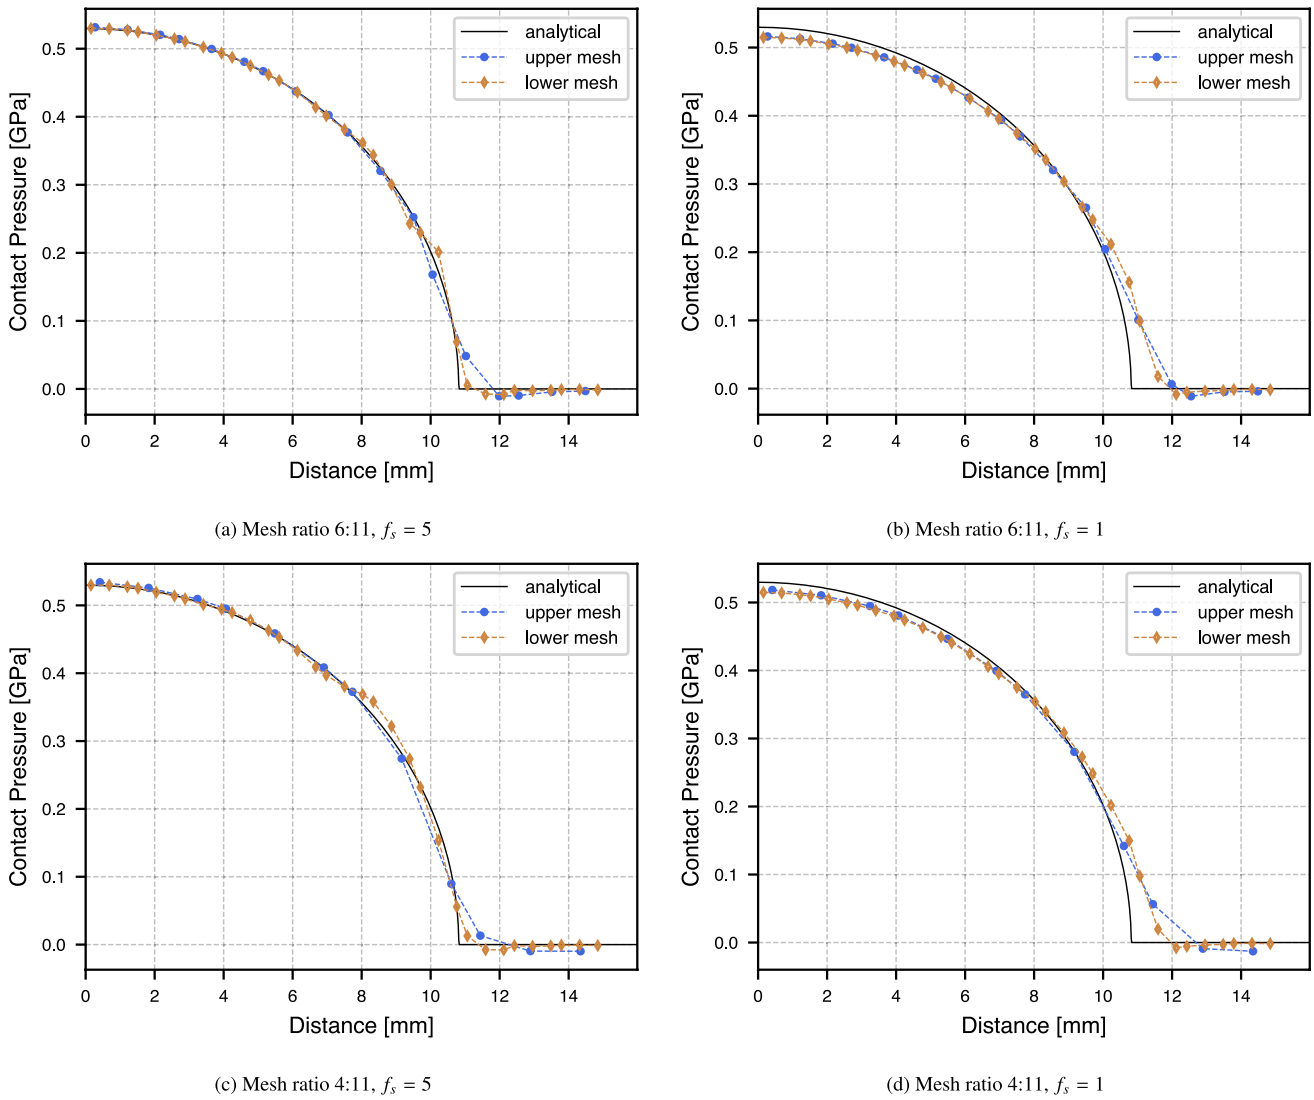 analytical
upper mesh
lower mesh
0.5
0.4
0.3
0.2
0.1
0.0
Contact Pressure [GPa]
0 2 4 6 8 10 12 14
Distance [mm]
(a) Mesh ratio 6:11, fₛ = 5
analytical
upper mesh
lower mesh
0.5
0.4
0.3
0.2
0.1
0.0
Contact Pressure [GPa]
0 2 4 6 8 10 12 14
Distance [mm]
(b) Mesh ratio 6:11, fₛ = 1
analytical
upper mesh
lower mesh
0.5
0.4
0.3
0.2
0.1
0.0
Contact Pressure [GPa]
0 2 4 6 8 10 12 14
Distance [mm]
(c) Mesh ratio 4:11, fₛ = 5
analytical
upper mesh
lower mesh
0.5
0.4
0.3
0.2
0.1
0.0
Contact Pressure [GPa]
0 2 4 6 8 10 12 14
Distance [mm]
(d) Mesh ratio 4:11, fₛ = 1